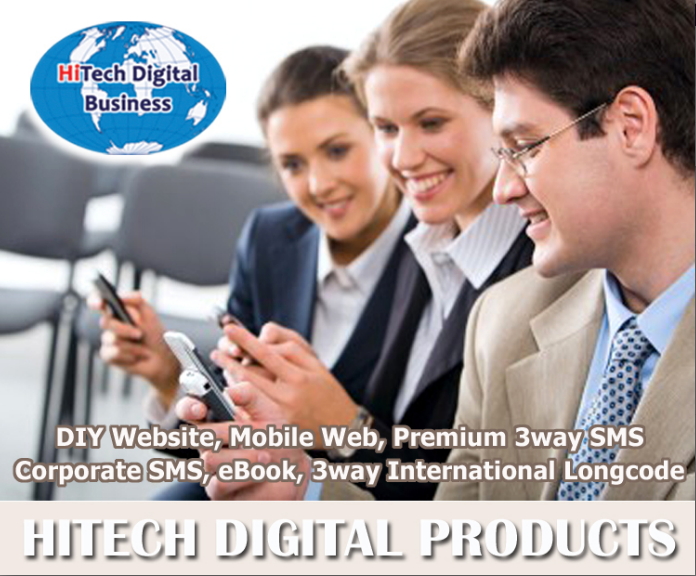 HiTech Digital
Business
DIY Website, Mobile Web, Premium 3way SMS
Corporate SMS, eBook, 3way International Longcode
HITECH DIGITAL PRODUCTS